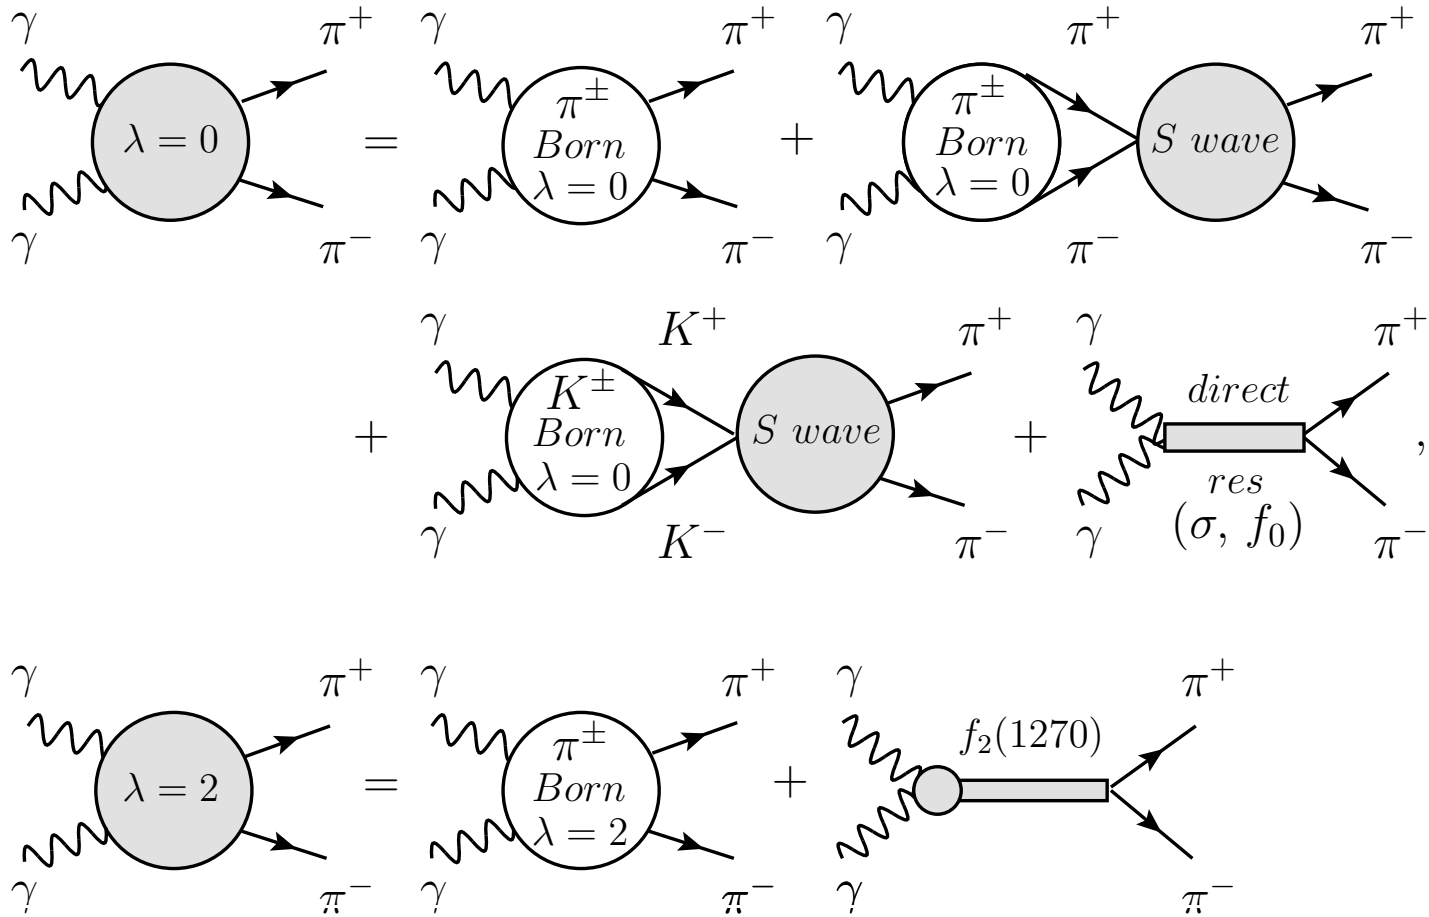 γ π⁺ γ π⁺ γ π⁺ π⁺
λ = 0 = π± Born λ = 0 + π± Born λ = 0 S wave
γ π⁻ γ π⁻ γ π⁻ π⁻
γ K⁺ π⁺ γ π⁺
+ K± Born λ = 0 S wave + direct res (σ, f₀) ,
γ K⁻ π⁻ γ π⁻
γ π⁺ γ π⁺ γ π⁺
λ = 2 = π± Born λ = 2 + f₂(1270)
γ π⁻ γ π⁻ γ π⁻